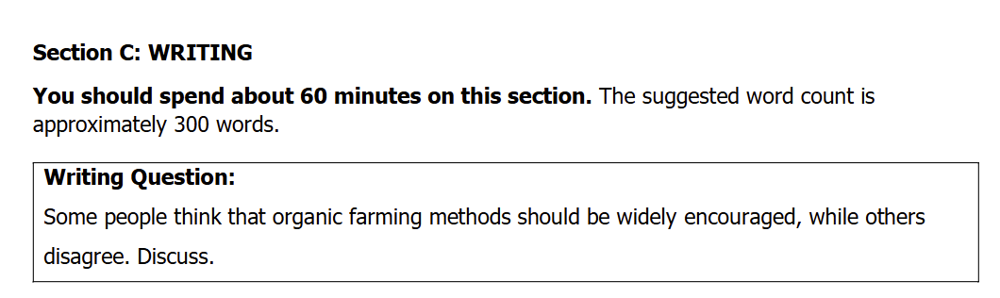 Section C: WRITING
You should spend about 60 minutes on this section. The suggested word count is
approximately 300 words.
Writing Question:
Some people think that organic farming methods should be widely encouraged, while others
disagree. Discuss.